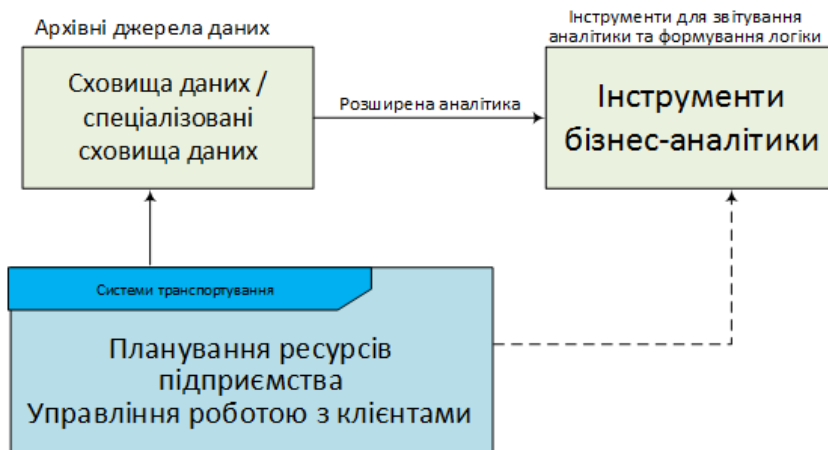 Архівні джерела даних
Інструменти для звітування
аналітики та формування логіки
Сховища даних /
спеціалізовані
сховища даних
Розширена аналітика
Інструменти
бізнес-аналітики
Системи транспортування
Планування ресурсів
підприємства
Управління роботою з клієнтами